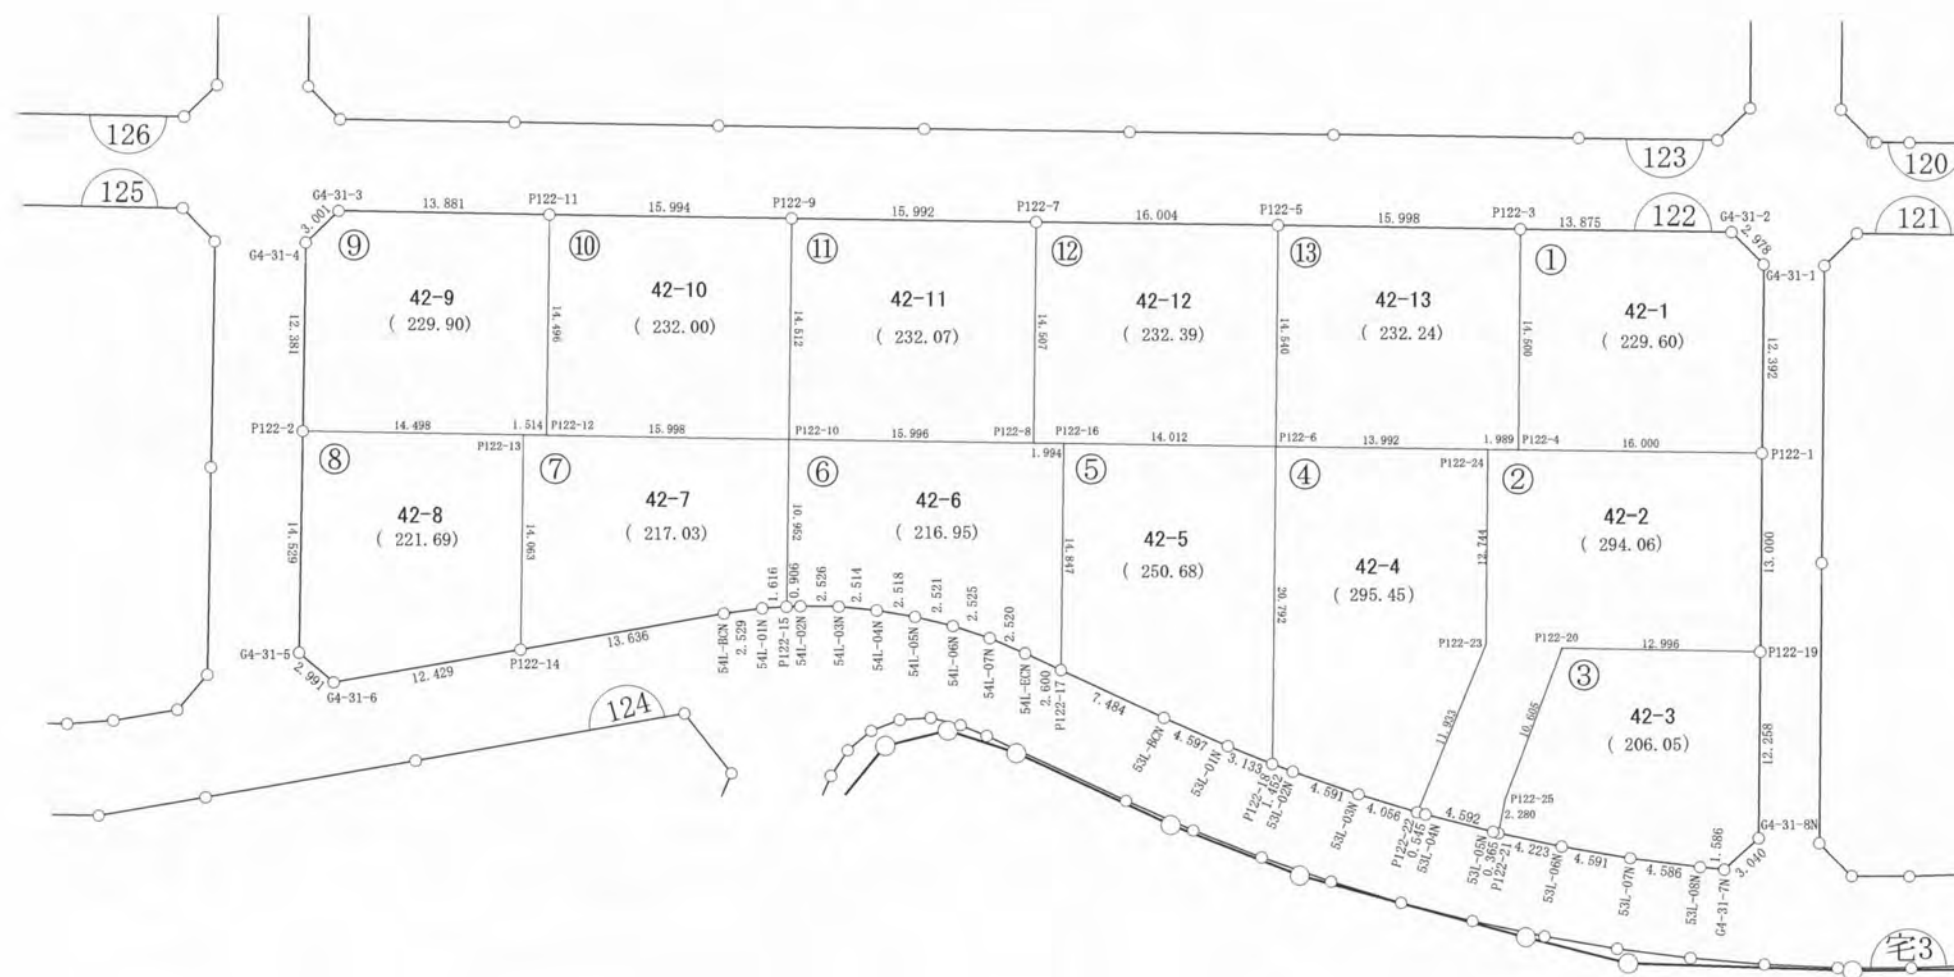 126
123
120
125
122
121
G4-31-3
13.881
P122-11
15.994
P122-9
15.992
P122-7
16.004
P122-5
15.998
P122-3
13.875
G4-31-2
3.001
2.978
G4-31-4
G4-31-1
⑨
⑩
⑪
⑫
⑬
①
42-9
( 229.90)
42-10
( 232.00)
42-11
( 232.07)
42-12
( 232.39)
42-13
( 232.24)
42-1
( 229.60)
12.381
14.496
14.512
14.507
14.540
14.500
12.392
P122-2
14.498
1.514
P122-12
15.998
P122-10
15.996
P122-8
P122-16
14.012
P122-6
13.992
1.989
P122-4
16.000
P122-1
P122-13
1.994
P122-24
⑧
⑦
⑥
⑤
④
②
42-8
( 221.69)
42-7
( 217.03)
42-6
( 216.95)
42-5
( 250.68)
42-4
( 295.45)
42-2
( 294.06)
14.529
14.063
10.952
14.847
20.792
12.744
13.000
G4-31-5
2.991
G4-31-6
12.429
P122-14
13.636
54L-BCN
2.529
54L-01N
1.616
P122-15
0.906
54L-02N
2.526
54L-03N
2.514
54L-04N
2.518
54L-05N
2.521
54L-06N
2.525
54L-07N
2.520
54L-ECN
2.600
P122-17
7.484
53L-BCN
4.597
53L-01N
3.133
P122-18
1.452
53L-02N
4.591
53L-03N
4.056
P122-22
0.545
53L-04N
4.592
53L-05N
0.365
P122-21
4.223
53L-06N
4.591
53L-07N
4.586
53L-08N
1.586
G4-31-7N
3.040
G4-31-8N
P122-23
11.933
P122-20
12.996
P122-19
③
42-3
( 206.05)
10.605
12.258
P122-25
2.280
124
宅3